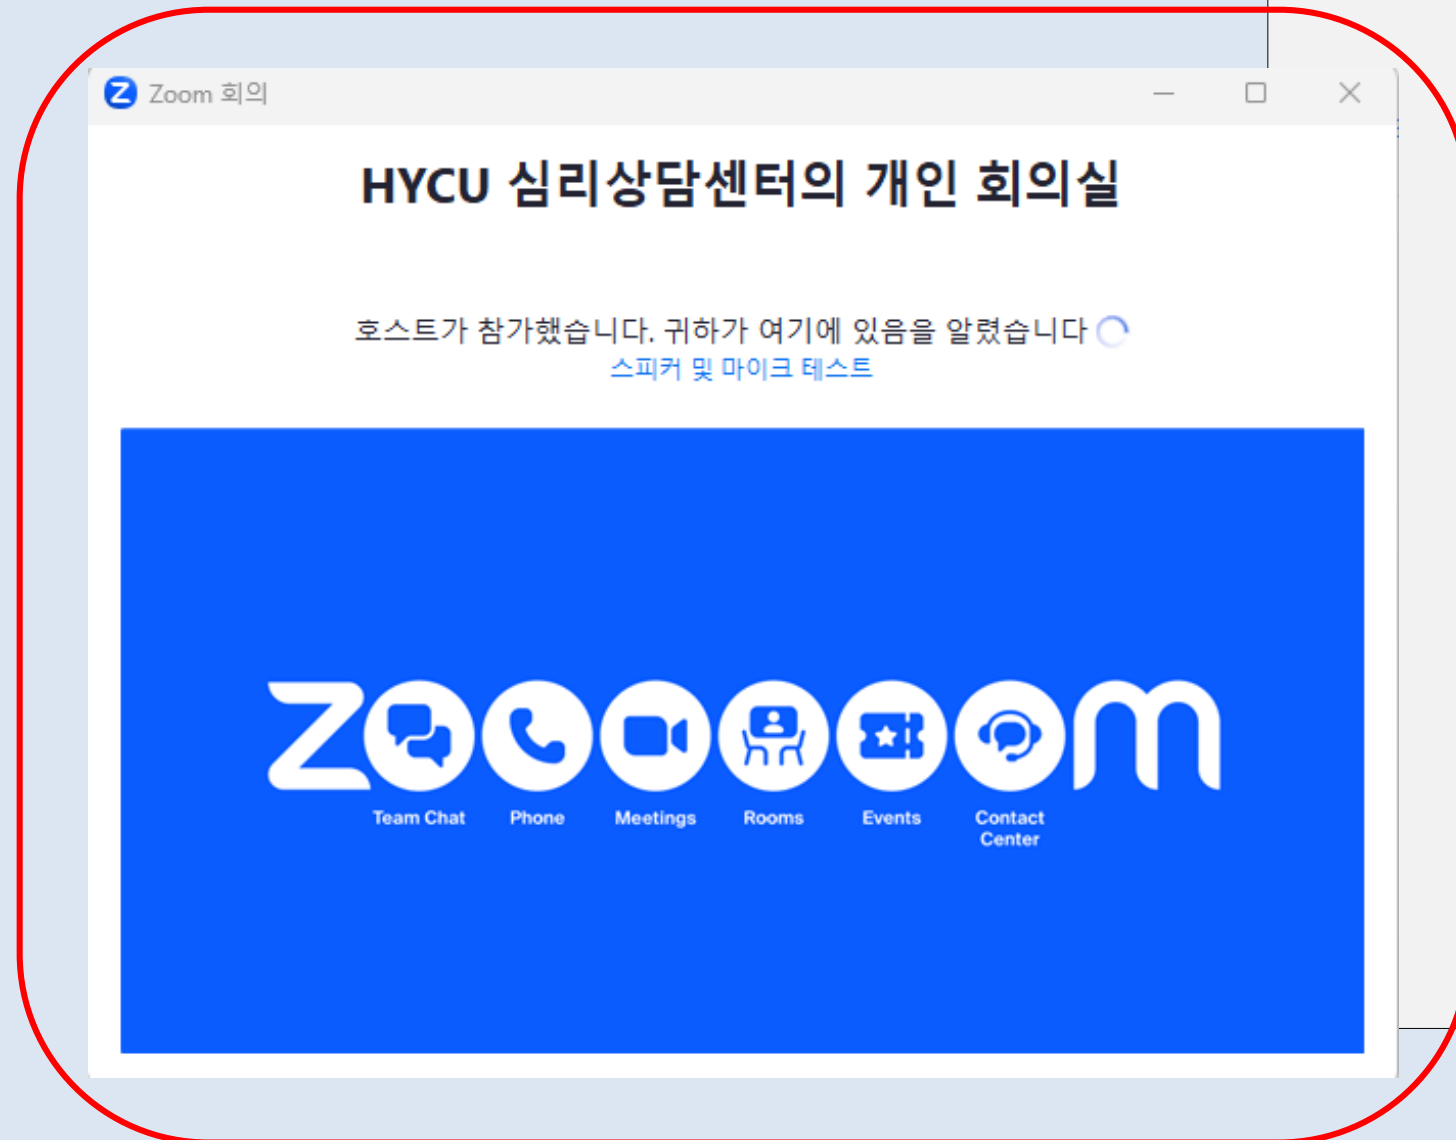 Zoom 회의
HYCU 심리상담센터의 개인 회의실
호스트가 참가했습니다. 귀하가 여기에 있음을 알렸습니다
스피커 및 마이크 테스트
zoooooom
Team Chat
Phone
Meetings
Rooms
Events
Contact
Center